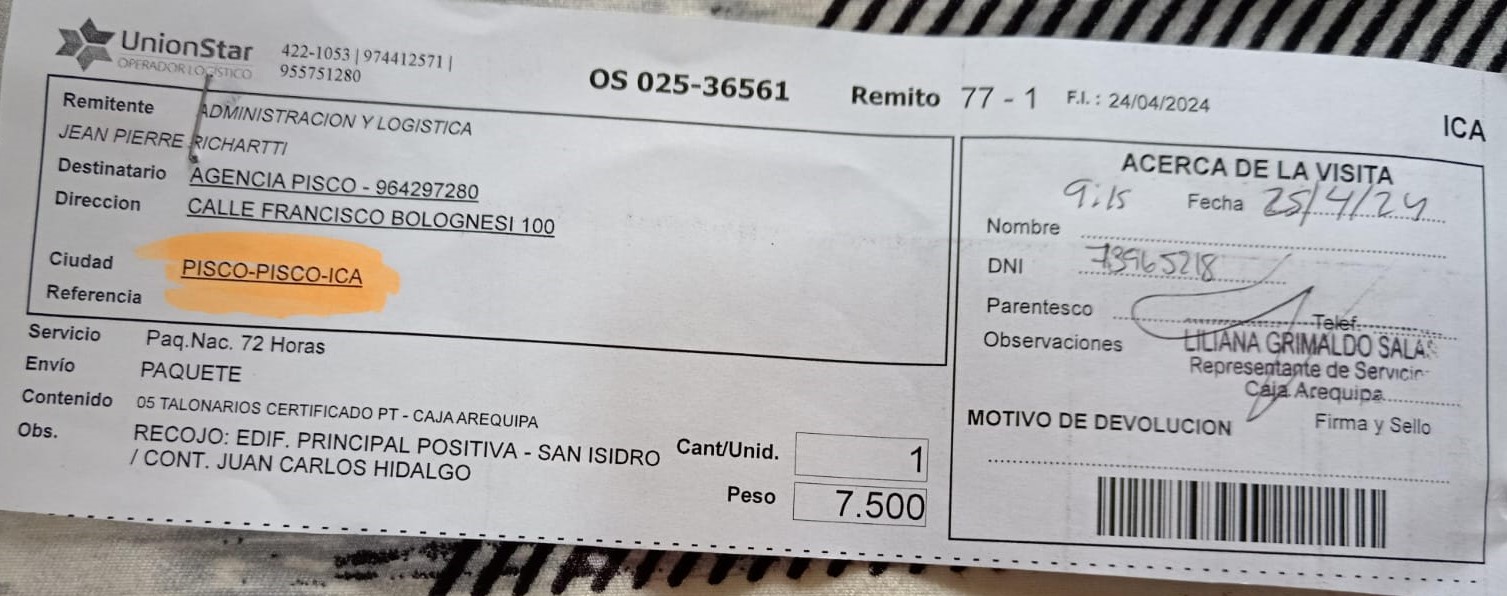 UnionStar
OPERADOR LOGISTICO
422-1053 | 974412571 |
955751280
OS 025-36561
Remito 77 - 1 F.I. : 24/04/2024
ICA
Remitente ADMINISTRACION Y LOGISTICA
JEAN PIERRE RICHARTTI
Destinatario AGENCIA PISCO - 964297280
Direccion CALLE FRANCISCO BOLOGNESI 100
Ciudad PISCO-PISCO-ICA
Referencia
Servicio Paq.Nac. 72 Horas
Envío PAQUETE
Contenido 05 TALONARIOS CERTIFICADO PT - CAJA AREQUIPA
Obs. RECOJO: EDIF. PRINCIPAL POSITIVA - SAN ISIDRO
/ CONT. JUAN CARLOS HIDALGO
Cant/Unid. 1
Peso 7.500
ACERCA DE LA VISITA
9:15 Fecha 25/4/24
Nombre
DNI 73965218
Parentesco
Telef.
Observaciones LILIANA GRIMALDO SALAS
Representante de Servicio
Caja Arequipa
MOTIVO DE DEVOLUCION Firma y Sello